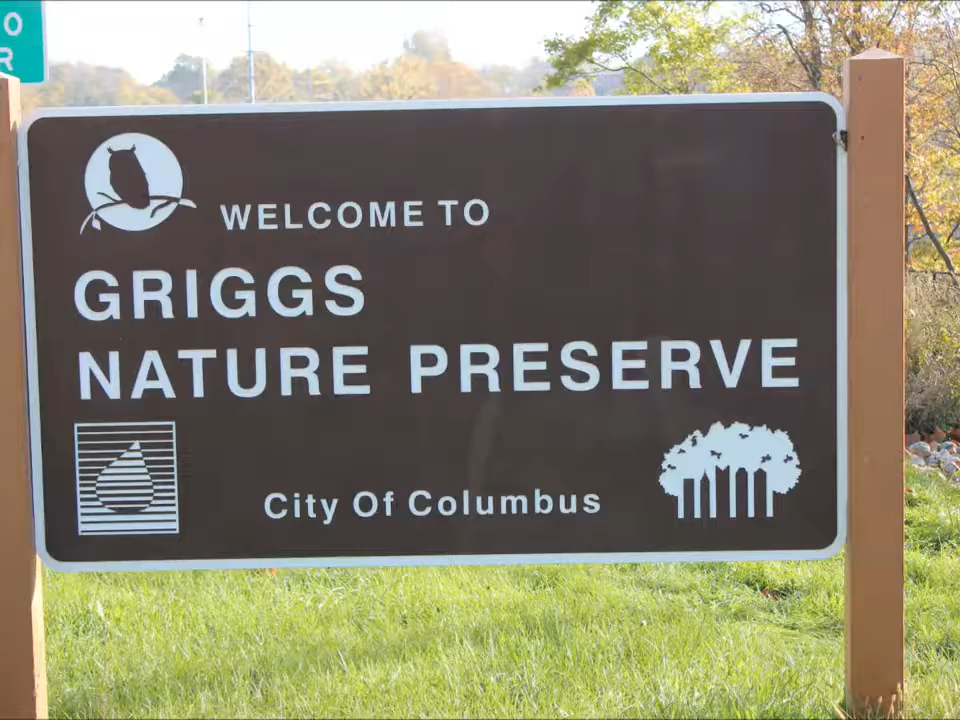 O
R
WELCOME TO
GRIGGS
NATURE PRESERVE
City Of Columbus